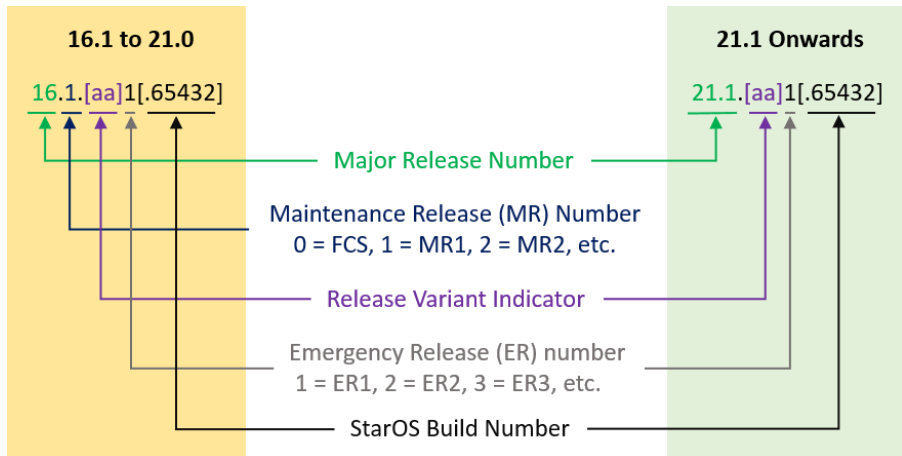 16.1 to 21.0
21.1 Onwards
16.1.[aa]1[.65432]
21.1.[aa]1[.65432]
Major Release Number
Maintenance Release (MR) Number
0 = FCS, 1 = MR1, 2 = MR2, etc.
Release Variant Indicator
Emergency Release (ER) number
1 = ER1, 2 = ER2, 3 = ER3, etc.
StarOS Build Number